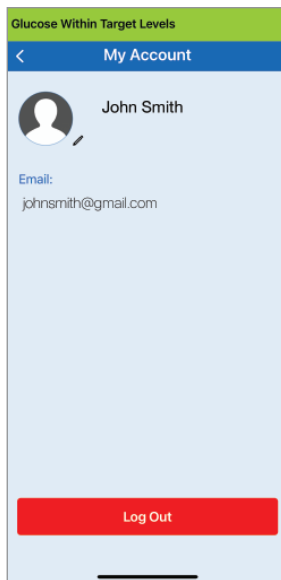 Glucose Within Target Levels
My Account
John Smith
Email:
johnsmith@gmail.com
Log Out